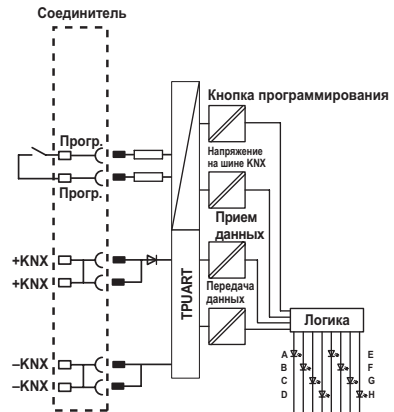 Соединитель
Кнопка программирования
Прогр.
Напряжение
на шине KNX
Прогр.
Прием
данных
+KNX
+KNX
TPUART
Передача
данных
Логика
A E
B F
C G
D H
–KNX
–KNX